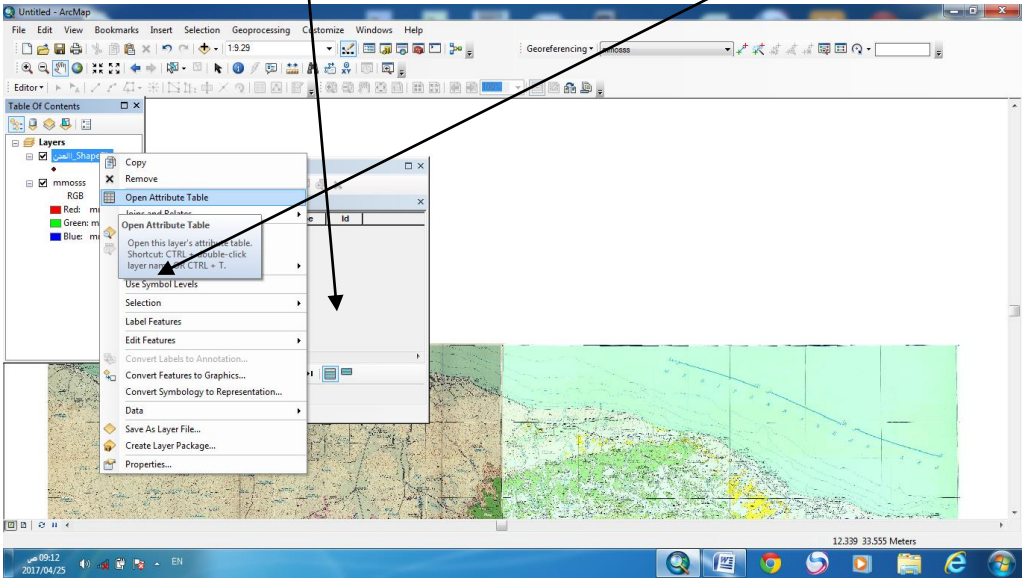 Untitled - ArcMap
File Edit View Bookmarks Insert Selection Geoprocessing Customize Windows Help
1:9.29
Georeferencing mmosss
Editor
Table Of Contents
Layers
_Shape
mmosss
RGB
Red: m
Green: m
Blue: m
Copy
Remove
Open Attribute Table
Joins and Relates
Open Attribute Table
Open this layer's attribute table.
Shortcut: CTRL + double-click
layer name OR CTRL + T.
Use Symbol Levels
Selection
Label Features
Edit Features
Convert Labels to Annotation...
Convert Features to Graphics...
Convert Symbology to Representation...
Data
Save As Layer File...
Create Layer Package...
Properties...
e Id
12.339 33.555 Meters
09:12 ص
2017/04/25
EN